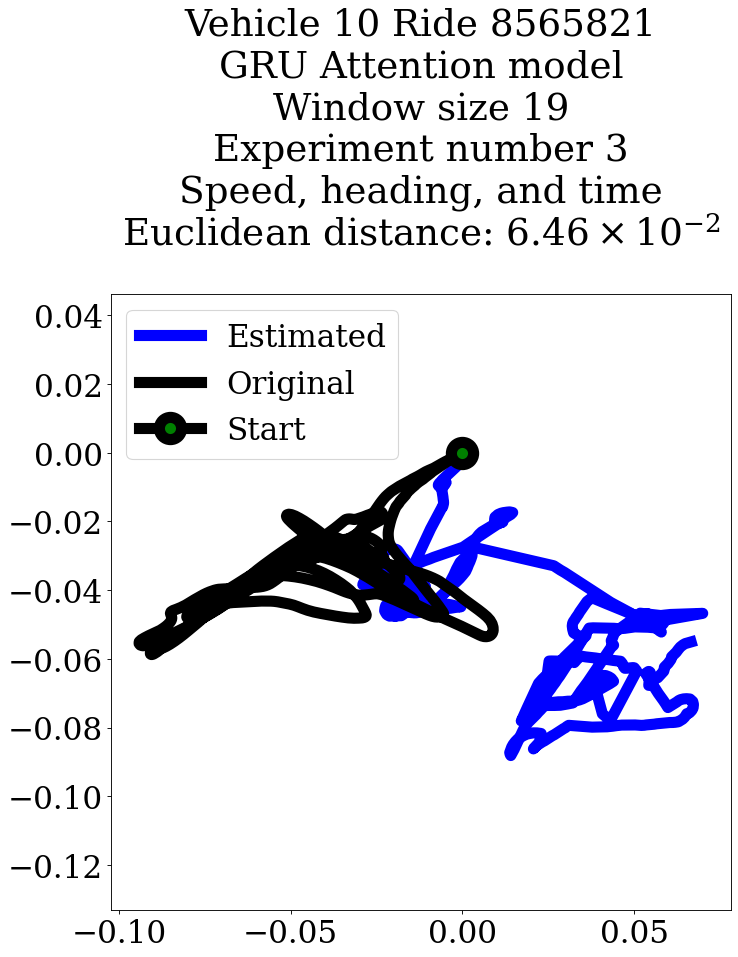 Vehicle 10 Ride 8565821
GRU Attention model
Window size 19
Experiment number 3
Speed, heading, and time
Euclidean distance: 6.46 × 10⁻²
0.04
0.02
0.00
−0.02
−0.04
−0.06
−0.08
−0.10
−0.12
Estimated
Original
Start
−0.10 −0.05 0.00 0.05